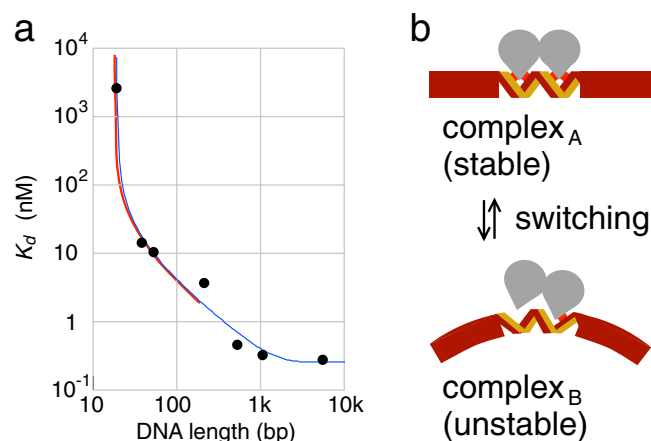 a
b
10⁴
10³
10²
10
1
10⁻¹
K_d (nM)
10 100 1k 10k
DNA length (bp)
complex_A
(stable)
switching
complex_B
(unstable)